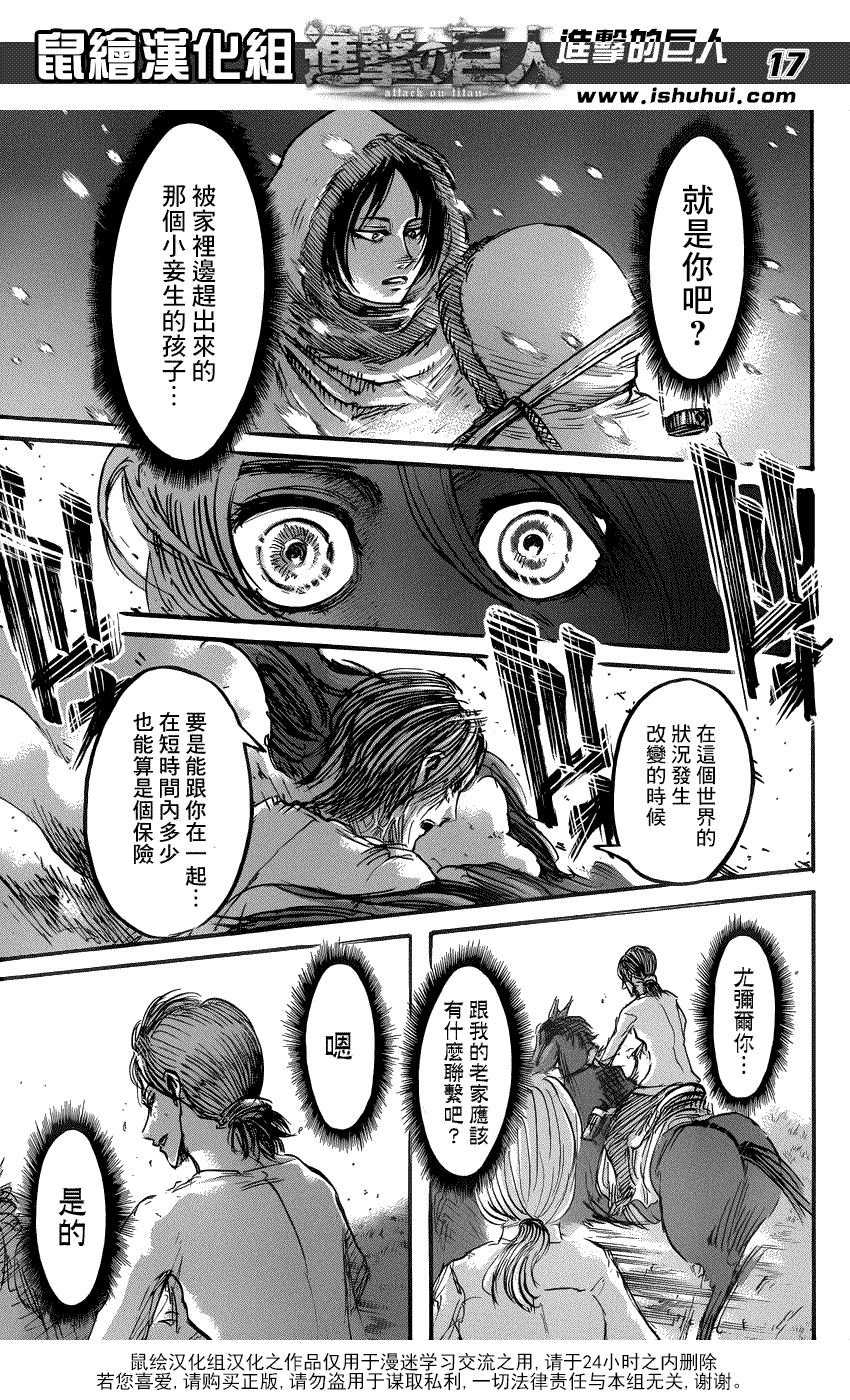 鼠繪漢化組
進撃の巨人
attack on titan
進擊的巨人
www.ishuhui.com
17
就是你吧？
被家裡邊趕出來的
那個小妾生的孩子…
在這個世界的
狀況發生
改變的時候
要是能跟你在一起…
在短時間內多少
也能算是個保險
尤彌爾你…
跟我的老家應該
有什麼聯繫吧？
嗯
是的
鼠绘汉化组汉化之作品仅用于漫迷学习交流之用, 请于24小时之内删除
若您喜爱, 请购买正版, 请勿盗用于谋取私利, 一切法律责任与本组无关, 谢谢。